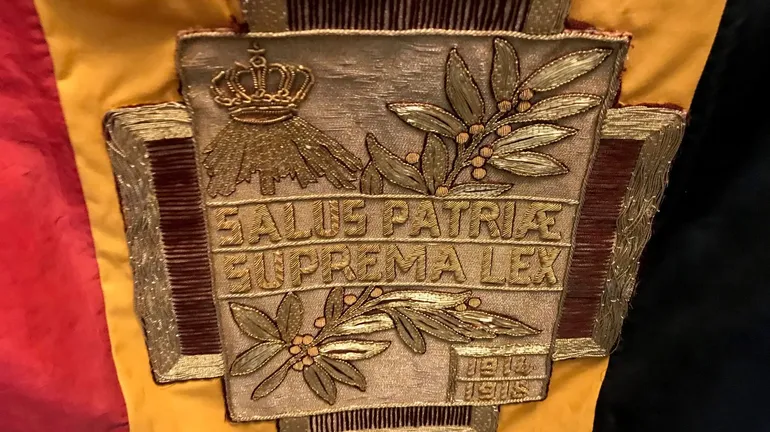 SALUS PATRIÆ
SUPREMA LEX
1914
1918